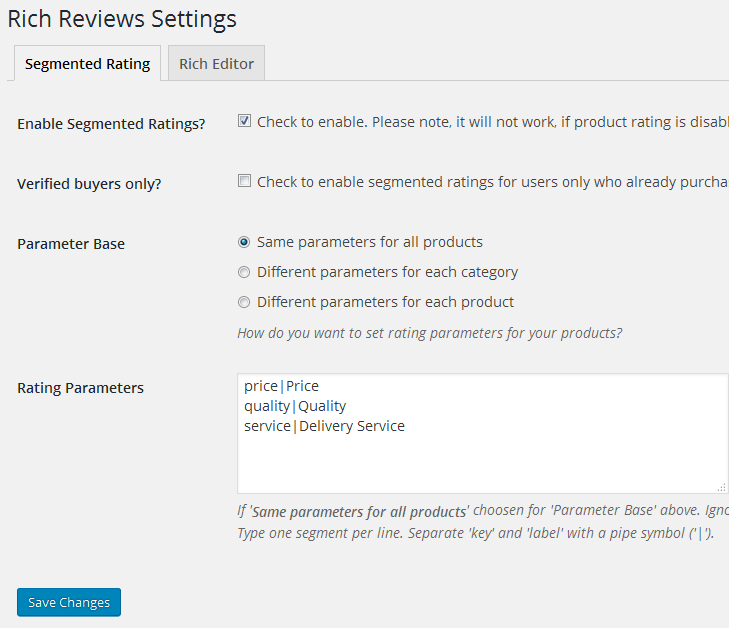 Rich Reviews Settings
Segmented Rating
Rich Editor
Enable Segmented Ratings?
Check to enable. Please note, it will not work, if product rating is disabl
Verified buyers only?
Check to enable segmented ratings for users only who already purcha
Parameter Base
Same parameters for all products
Different parameters for each category
Different parameters for each product
How do you want to set rating parameters for your products?
Rating Parameters
price|Price
quality|Quality
service|Delivery Service
If 'Same parameters for all products' choosen for 'Parameter Base' above. Igno
Type one segment per line. Separate 'key' and 'label' with a pipe symbol ('|').
Save Changes